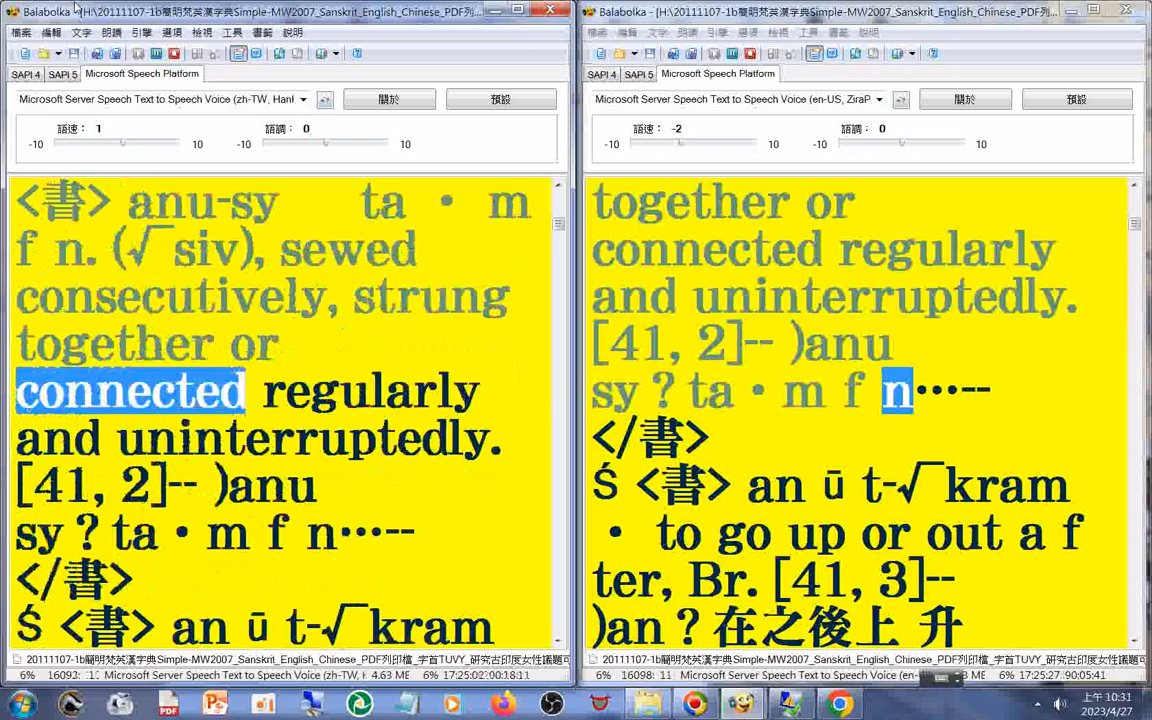 Balabolka - [H:\20111107-1b簡明梵英漢字典Simple-MW2007_Sanskrit_English_Chinese_PDF列...
檔案 編輯 文字 朗讀 引擎 選項 檢視 工具 書籤 說明
SAPI 4 SAPI 5 Microsoft Speech Platform
Microsoft Server Speech Text to Speech Voice (zh-TW, Hanl
關於 預設
語速： 1 語調： 0
-10 10 -10 10
<書> anu-sy ta • m
f n. (√siv), sewed
consecutively, strung
together or
connected regularly
and uninterruptedly.
[41, 2]-- )anu
sy？ta • m f n…--
</書>
Ś <書> an ū t-√kram
20111107-1b簡明梵英漢字典Simple-MW2007_Sanskrit_English_Chinese_PDF列印檔_字首TUVY_研究古印度女性議題可
6% 16092: 4.63 ME 6% 17:25:02 00:18:11
Balabolka - [H:\20111107-1b簡明梵英漢字典Simple-MW2007_Sanskrit_English_Chinese_PDF列...
檔案 編輯 文字 朗讀 引擎 選項 檢視 工具 書籤 說明
SAPI 4 SAPI 5 Microsoft Speech Platform
Microsoft Server Speech Text to Speech Voice (en-US, ZiraP
關於 預設
語速： -2 語調： 0
-10 10 -10 10
together or
connected regularly
and uninterruptedly.
[41, 2]-- )anu
sy？ta • m f n…--
</書>
Ś <書> an ū t-√kram
• to go up or out a f
ter, Br. [41, 3]--
)an？在之後上 升
20111107-1b簡明梵英漢字典Simple-MW2007_Sanskrit_English_Chinese_PDF列印檔_字首TUVY_研究古印度女性議題可
6% 16098: 11 Microsoft Server Speech Text to Speech Voice (zh-TW, H 4.63 ME 6% 17:25:27 90:05:41 Microsoft Server Speech Text to Speech Voice (en-US
上午 10:31
2023/4/27